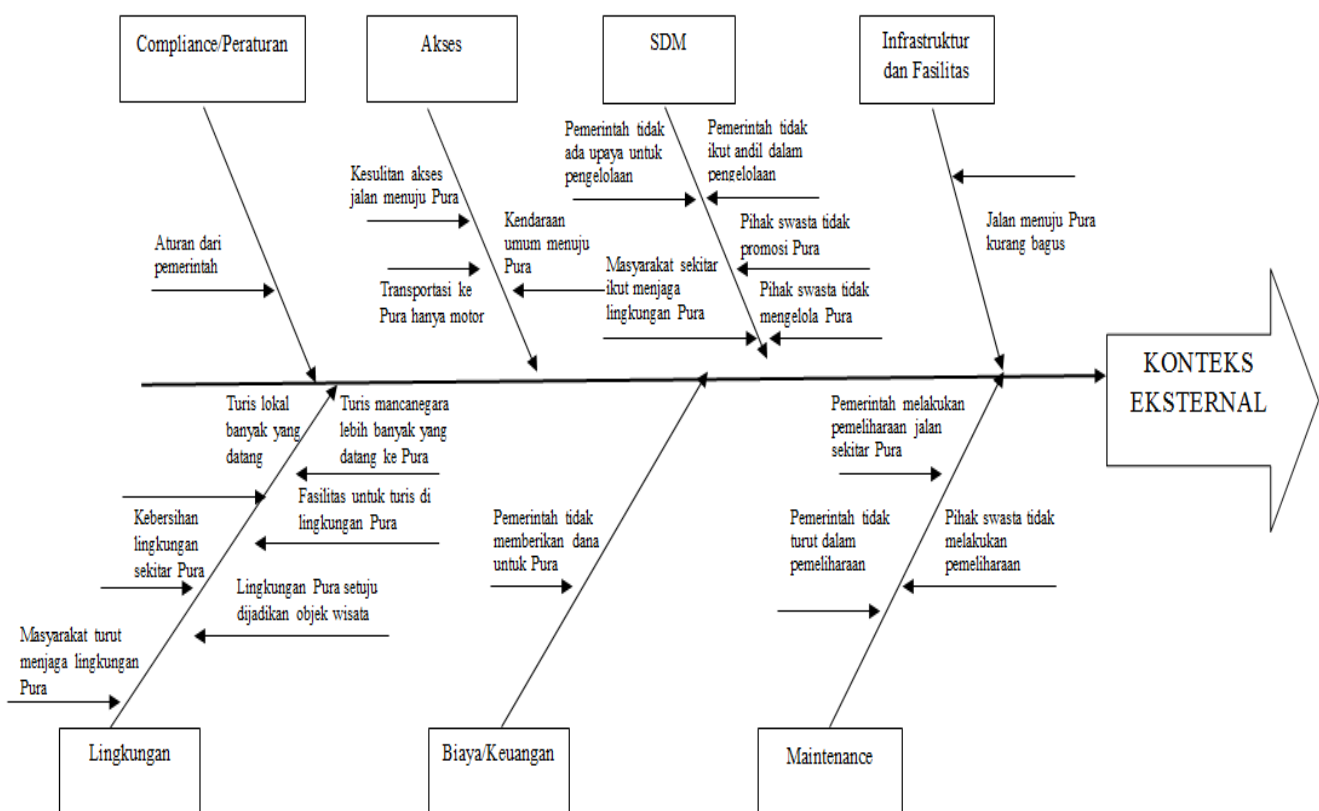 Compliance/Peraturan
Akses
SDM
Infrastruktur
dan Fasilitas
Aturan dari
pemerintah
Kesulitan akses
jalan menuju Pura
Kendaraan
umum menuju
Pura
Transportasi ke
Pura hanya motor
Pemerintah tidak
ada upaya untuk
pengelolaan
Pemerintah tidak
ikut andil dalam
pengelolaan
Pihak swasta tidak
promosi Pura
Masyarakat sekitar
ikut menjaga
lingkungan Pura
Pihak swasta tidak
mengelola Pura
Jalan menuju Pura
kurang bagus
KONTEKS
EKSTERNAL
Turis lokal
banyak yang
datang
Turis mancanegara
lebih banyak yang
datang ke Pura
Fasilitas untuk turis di
lingkungan Pura
Kebersihan
lingkungan
sekitar Pura
Lingkungan Pura setuju
dijadikan objek wisata
Masyarakat turut
menjaga lingkungan
Pura
Pemerintah tidak
memberikan dana
untuk Pura
Pemerintah melakukan
pemeliharaan jalan
sekitar Pura
Pemerintah tidak
turut dalam
pemeliharaan
Pihak swasta tidak
melakukan
pemeliharaan
Lingkungan
Biaya/Keuangan
Maintenance